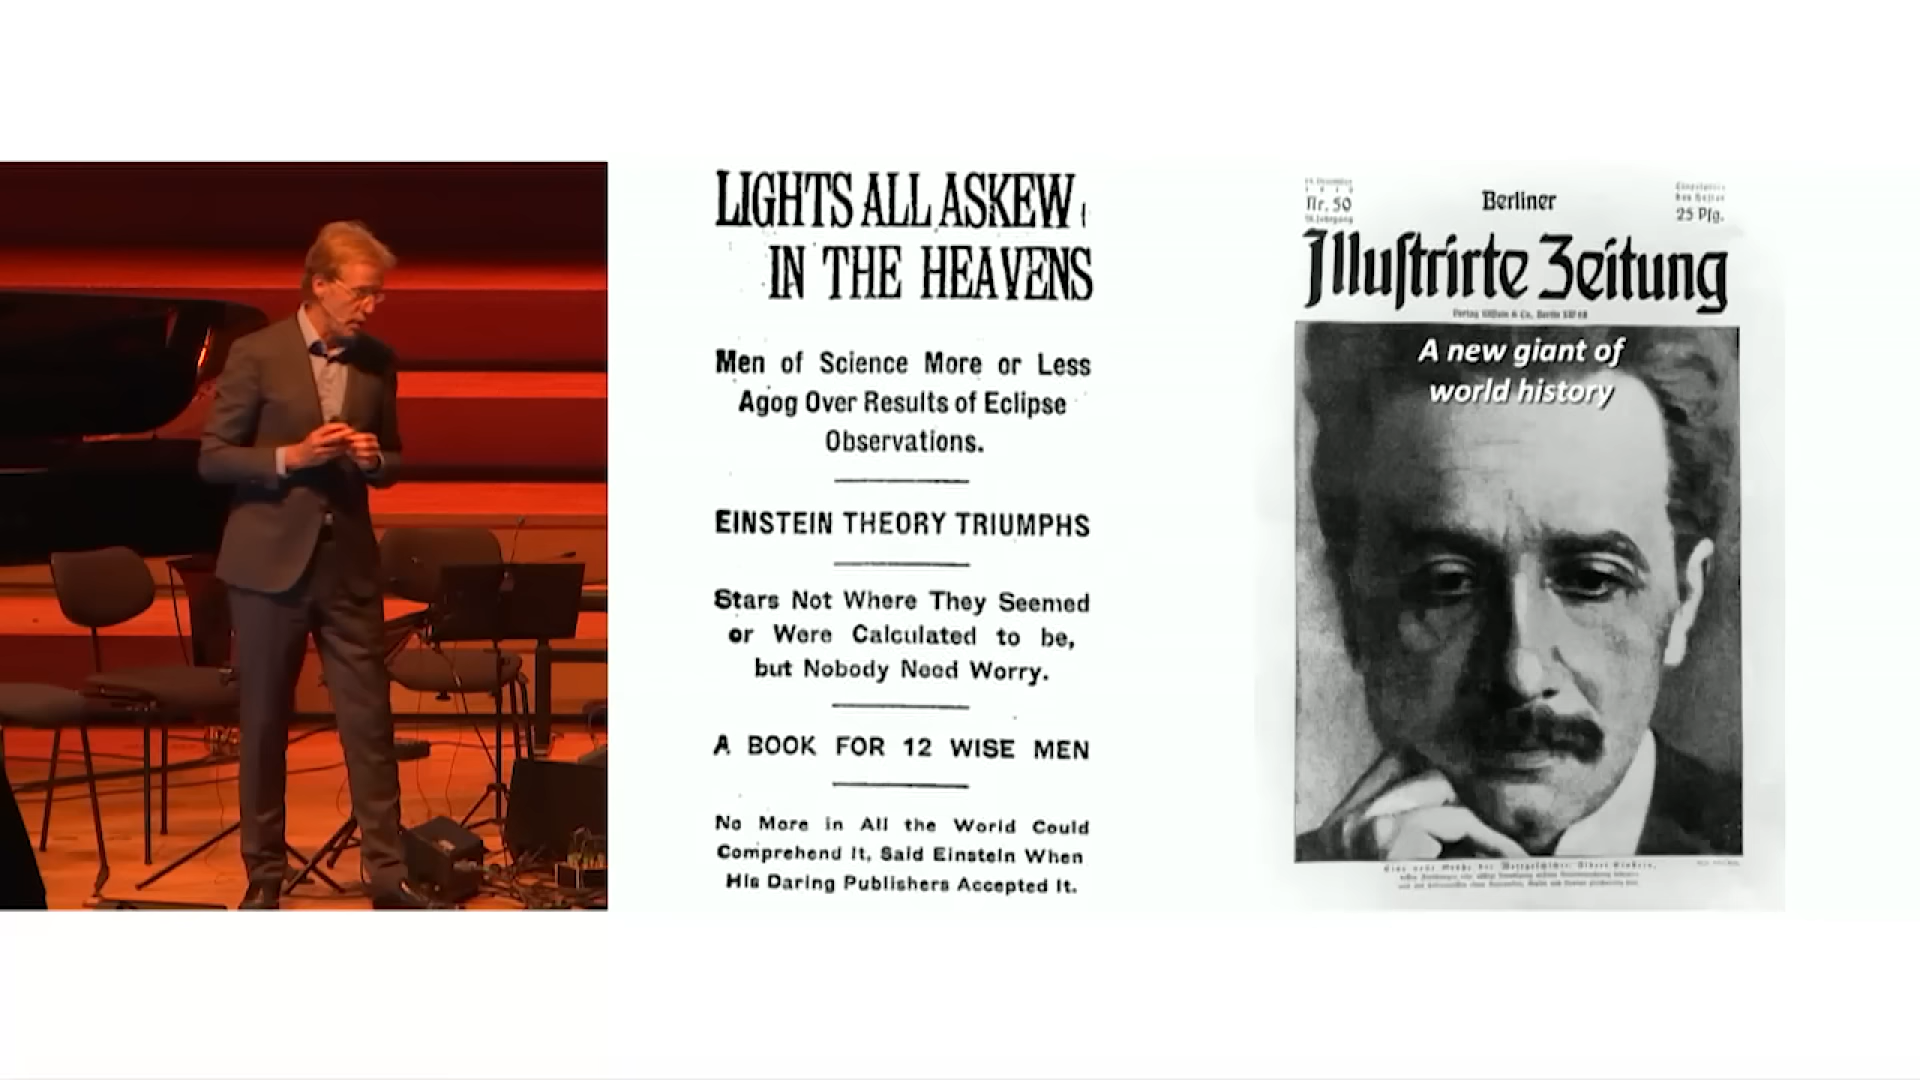 LIGHTS ALL ASKEW
IN THE HEAVENS
Men of Science More or Less
Agog Over Results of Eclipse
Observations.
EINSTEIN THEORY TRIUMPHS
Stars Not Where They Seemed
or Were Calculated to be,
but Nobody Need Worry.
A BOOK FOR 12 WISE MEN
No More in All the World Could
Comprehend It, Said Einstein When
His Daring Publishers Accepted It.
Nr. 50
Berliner
25 Pfg.
Illuſtrirte Zeitung
A new giant of
world history